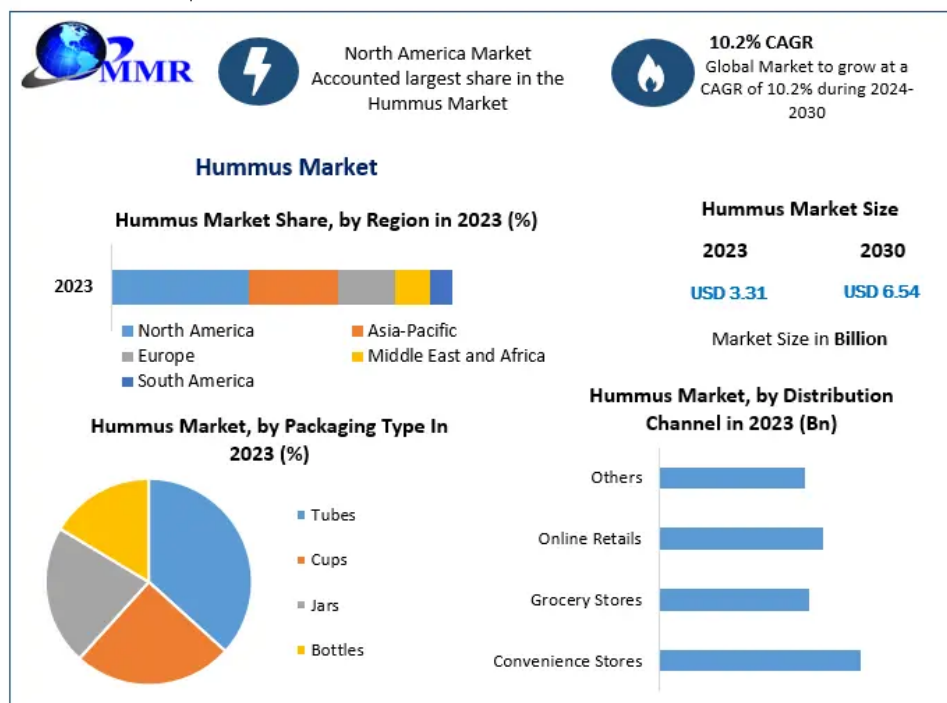 MMR
North America Market
Accounted largest share in the
Hummus Market
10.2% CAGR
Global Market to grow at a
CAGR of 10.2% during 2024-
2030
Hummus Market
Hummus Market Share, by Region in 2023 (%)
2023
North America
Asia-Pacific
Europe
Middle East and Africa
South America
Hummus Market Size
2023
2030
USD 3.31
USD 6.54
Market Size in Billion
Hummus Market, by Packaging Type In
2023 (%)
Tubes
Cups
Jars
Bottles
Hummus Market, by Distribution
Channel in 2023 (Bn)
Others
Online Retails
Grocery Stores
Convenience Stores